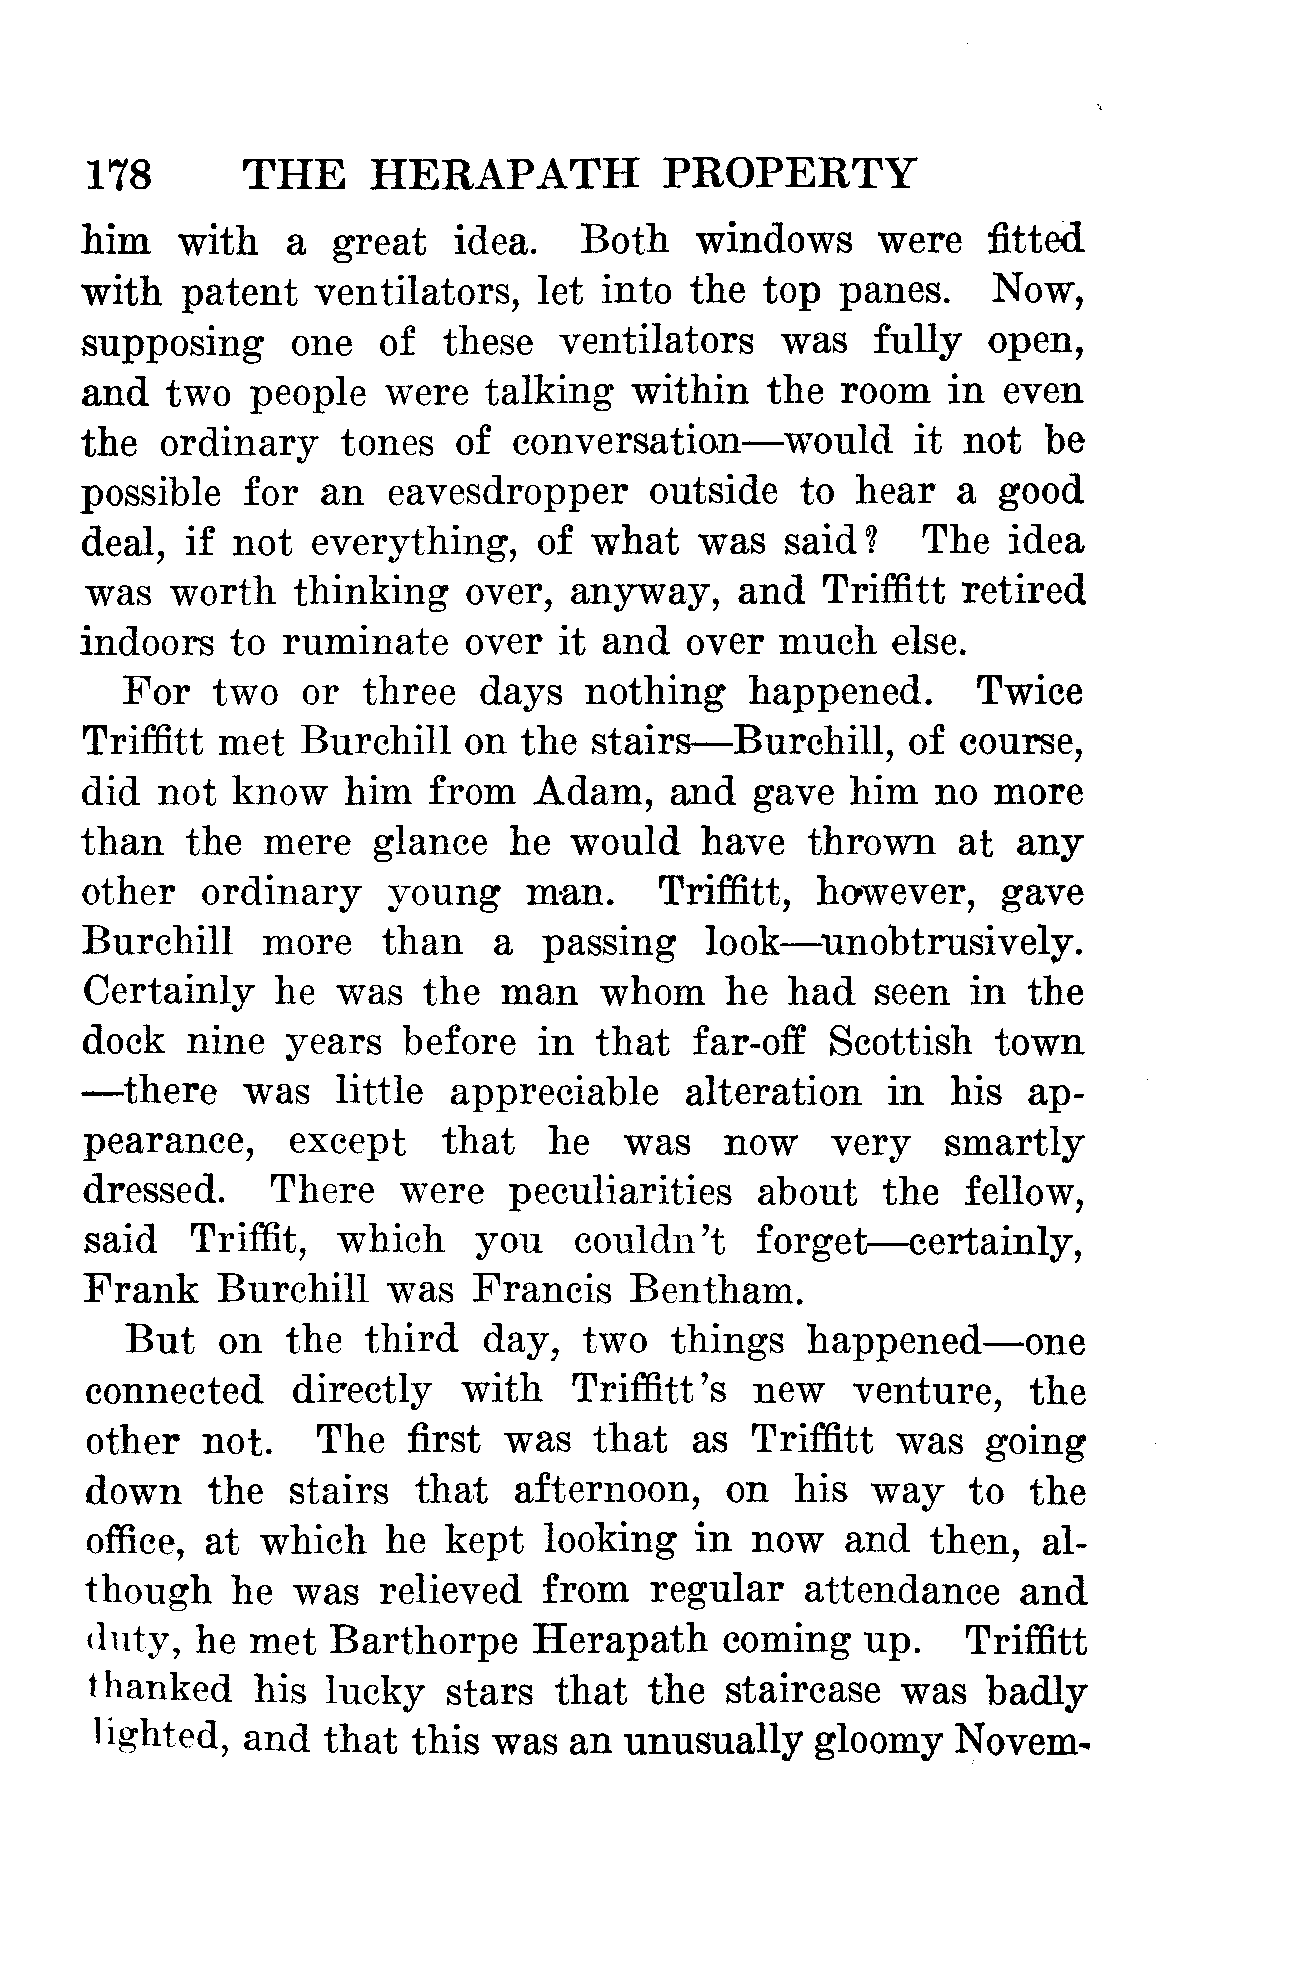 178 THE HERAPATH PROPERTY
him with a great idea. Both windows were fitted
with patent ventilators, let into the top panes. Now,
supposing one of these ventilators was fully open,
and two people were talking within the room in even
the ordinary tones of conversation—would it not be
possible for an eavesdropper outside to hear a good
deal, if not everything, of what was said? The idea
was worth thinking over, anyway, and Triffitt retired
indoors to ruminate over it and over much else.
For two or three days nothing happened. Twice
Triffitt met Burchill on the stairs—Burchill, of course,
did not know him from Adam, and gave him no more
than the mere glance he would have thrown at any
other ordinary young man. Triffitt, however, gave
Burchill more than a passing look—unobtrusively.
Certainly he was the man whom he had seen in the
dock nine years before in that far-off Scottish town
—there was little appreciable alteration in his ap-
pearance, except that he was now very smartly
dressed. There were peculiarities about the fellow,
said Triffit, which you couldn't forget—certainly,
Frank Burchill was Francis Bentham.
But on the third day, two things happened—one
connected directly with Triffitt's new venture, the
other not. The first was that as Triffitt was going
down the stairs that afternoon, on his way to the
office, at which he kept looking in now and then, al-
though he was relieved from regular attendance and
duty, he met Barthorpe Herapath coming up. Triffitt
thanked his lucky stars that the staircase was badly
lighted, and that this was an unusually gloomy Novem-